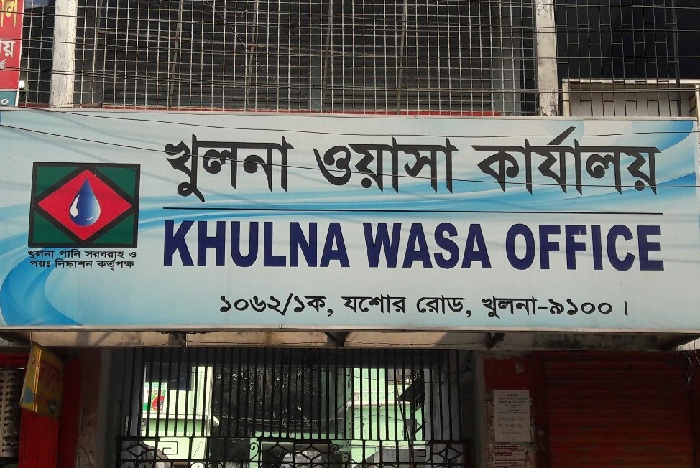 খুলনা ওয়াসা কার্যালয়
KHULNA WASA OFFICE
খুলনা পানি সরবরাহ ও
পয়ঃ নিষ্কাশন কর্তৃপক্ষ
১০৬২/১ক, যশোর রোড, খুলনা-৯১০০।